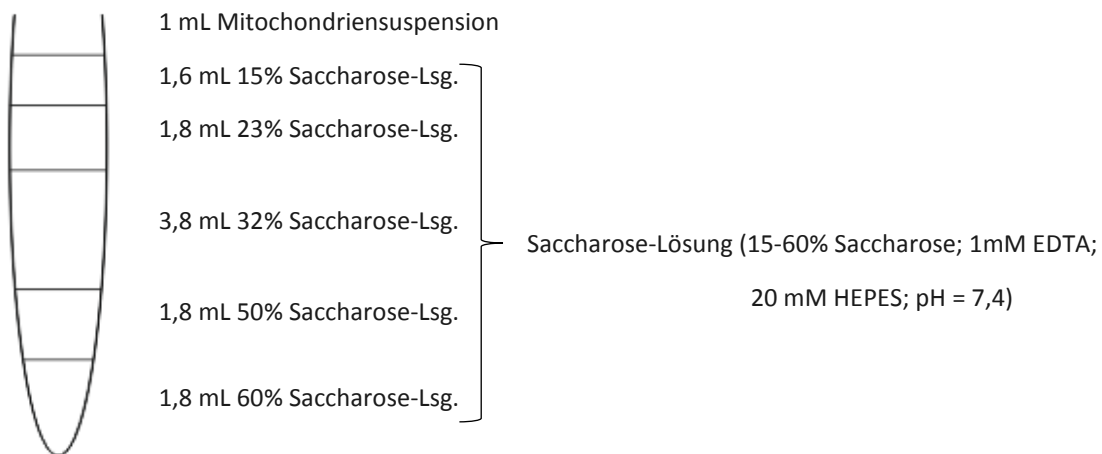 1 mL Mitochondriensuspension
1,6 mL 15% Saccharose-Lsg.
1,8 mL 23% Saccharose-Lsg.
3,8 mL 32% Saccharose-Lsg.
Saccharose-Lösung (15-60% Saccharose; 1mM EDTA;
20 mM HEPES; pH = 7,4)
1,8 mL 50% Saccharose-Lsg.
1,8 mL 60% Saccharose-Lsg.